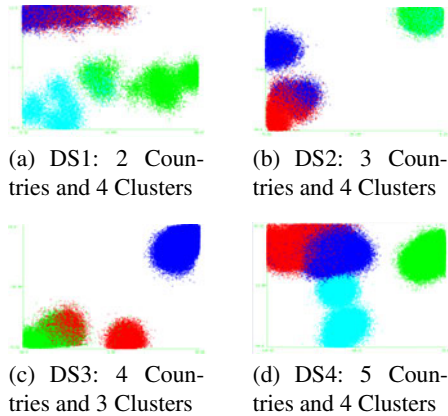 (a) DS1: 2 Coun-
tries and 4 Clusters
(b) DS2: 3 Coun-
tries and 4 Clusters
(c) DS3: 4 Coun-
tries and 3 Clusters
(d) DS4: 5 Coun-
tries and 4 Clusters